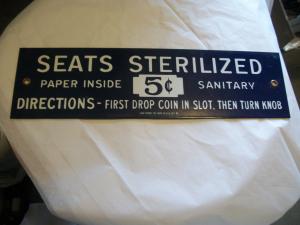 SEATS STERILIZED
PAPER INSIDE 5¢ SANITARY
DIRECTIONS - FIRST DROP COIN IN SLOT, THEN TURN KNOB